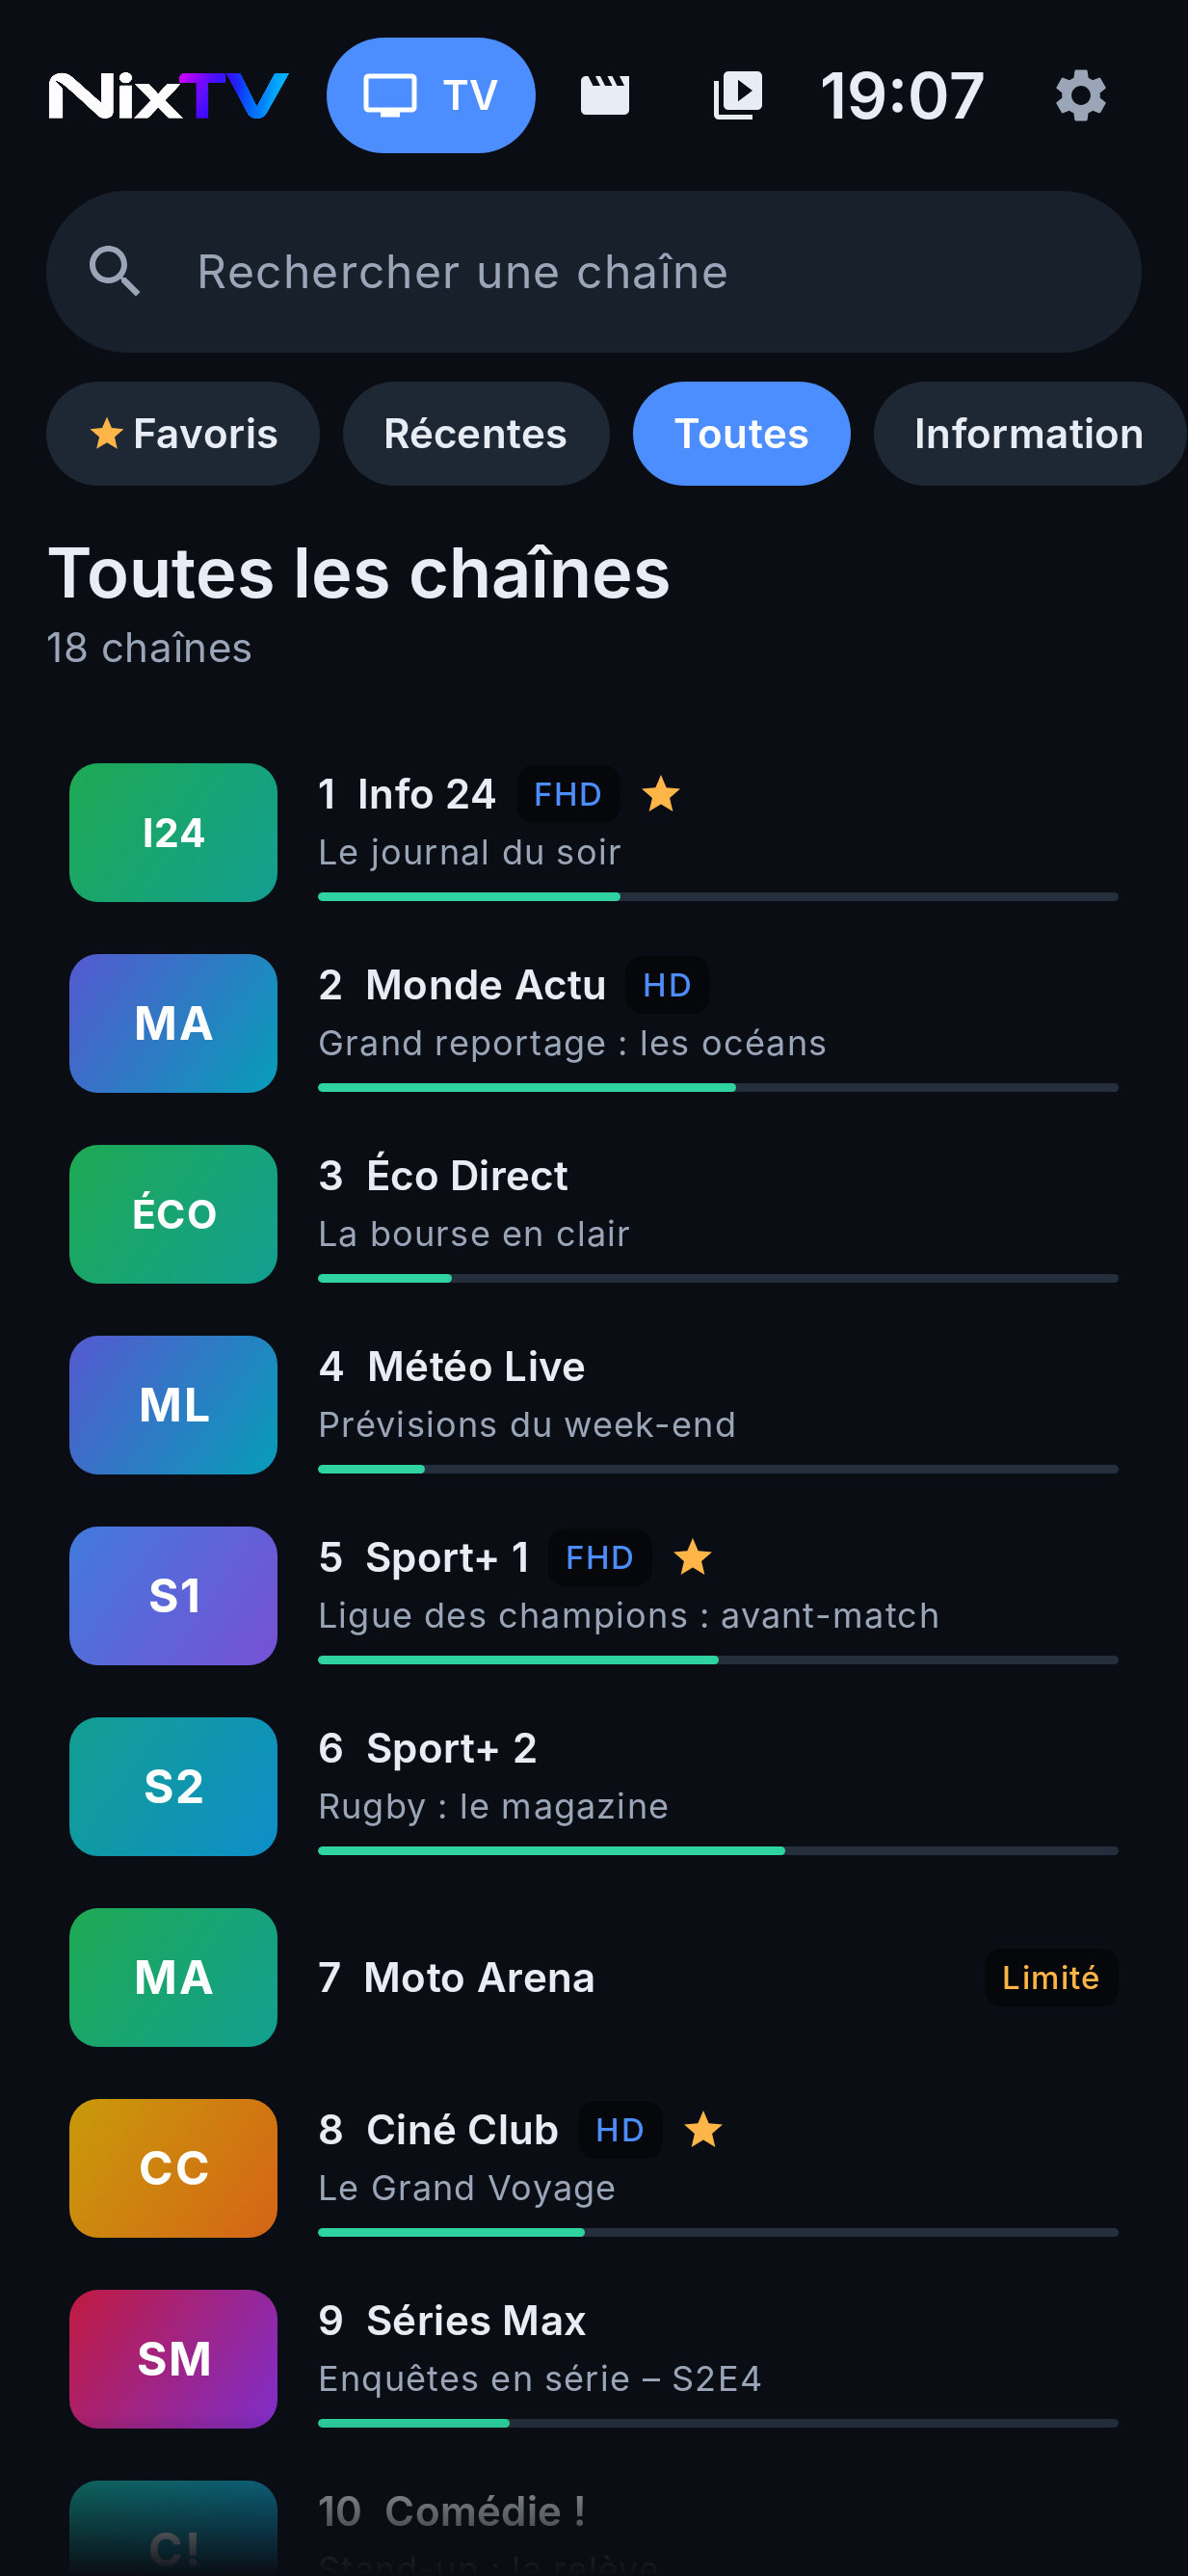 NixTV TV 19:07
Rechercher une chaîne
Favoris Récentes Toutes Information
Toutes les chaînes
18 chaînes
I24
1 Info 24 FHD
Le journal du soir
MA
2 Monde Actu HD
Grand reportage : les océans
ÉCO
3 Éco Direct
La bourse en clair
ML
4 Météo Live
Prévisions du week-end
S1
5 Sport+ 1 FHD
Ligue des champions : avant-match
S2
6 Sport+ 2
Rugby : le magazine
MA
7 Moto Arena Limité
CC
8 Ciné Club HD
Le Grand Voyage
SM
9 Séries Max
Enquêtes en série – S2E4
C!
10 Comédie !
Stand-up : la relève